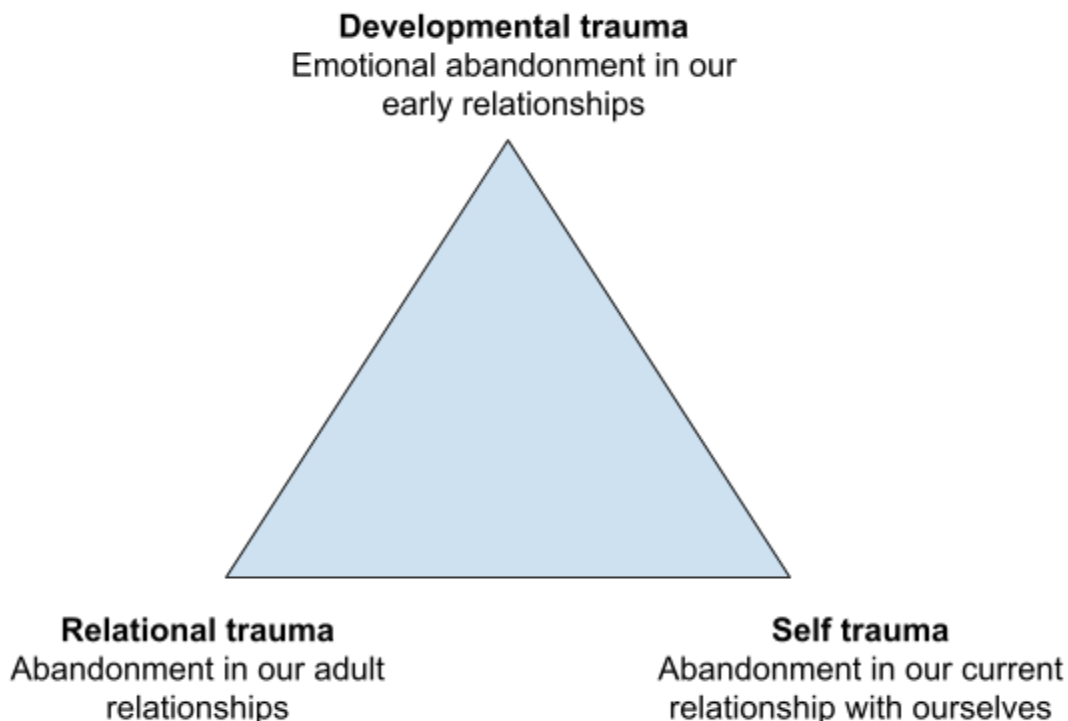 Developmental trauma
Emotional abandonment in our
early relationships
Relational trauma
Abandonment in our adult
relationships
Self trauma
Abandonment in our current
relationship with ourselves